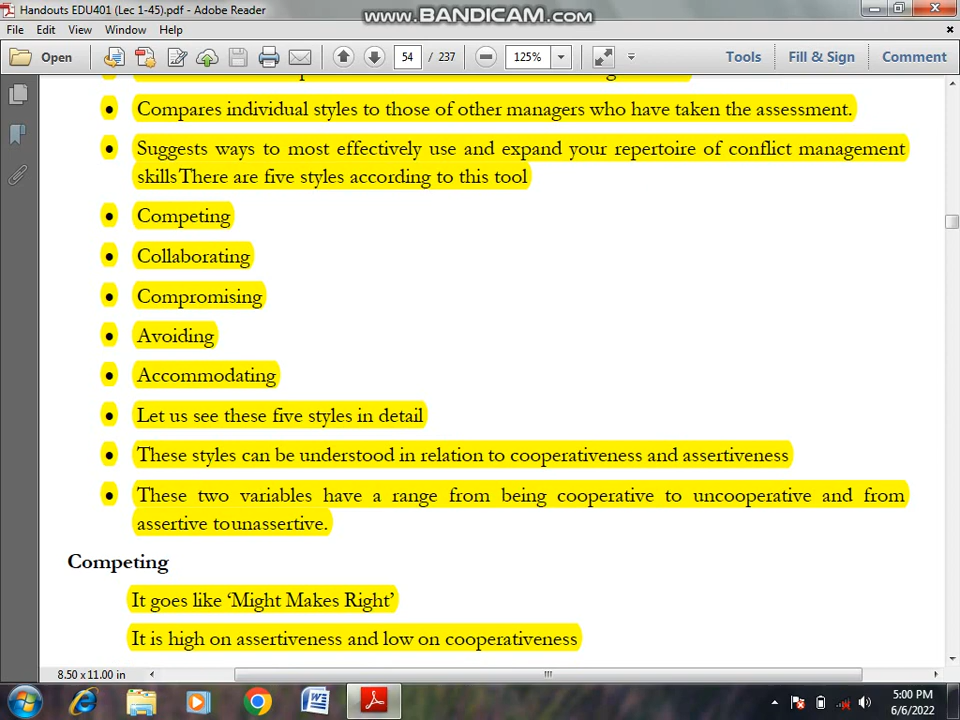 Handouts EDU401 (Lec 1-45).pdf - Adobe Reader
www.BANDICAM.com
File Edit View Window Help
Open 54 / 237 125% Tools Fill & Sign Comment
• Compares individual styles to those of other managers who have taken the assessment.
• Suggests ways to most effectively use and expand your repertoire of conflict management
skillsThere are five styles according to this tool
• Competing
• Collaborating
• Compromising
• Avoiding
• Accommodating
• Let us see these five styles in detail
• These styles can be understood in relation to cooperativeness and assertiveness
• These two variables have a range from being cooperative to uncooperative and from
assertive tounassertive.
Competing
It goes like ‘Might Makes Right’
It is high on assertiveness and low on cooperativeness
8.50 x 11.00 in
5:00 PM
6/6/2022